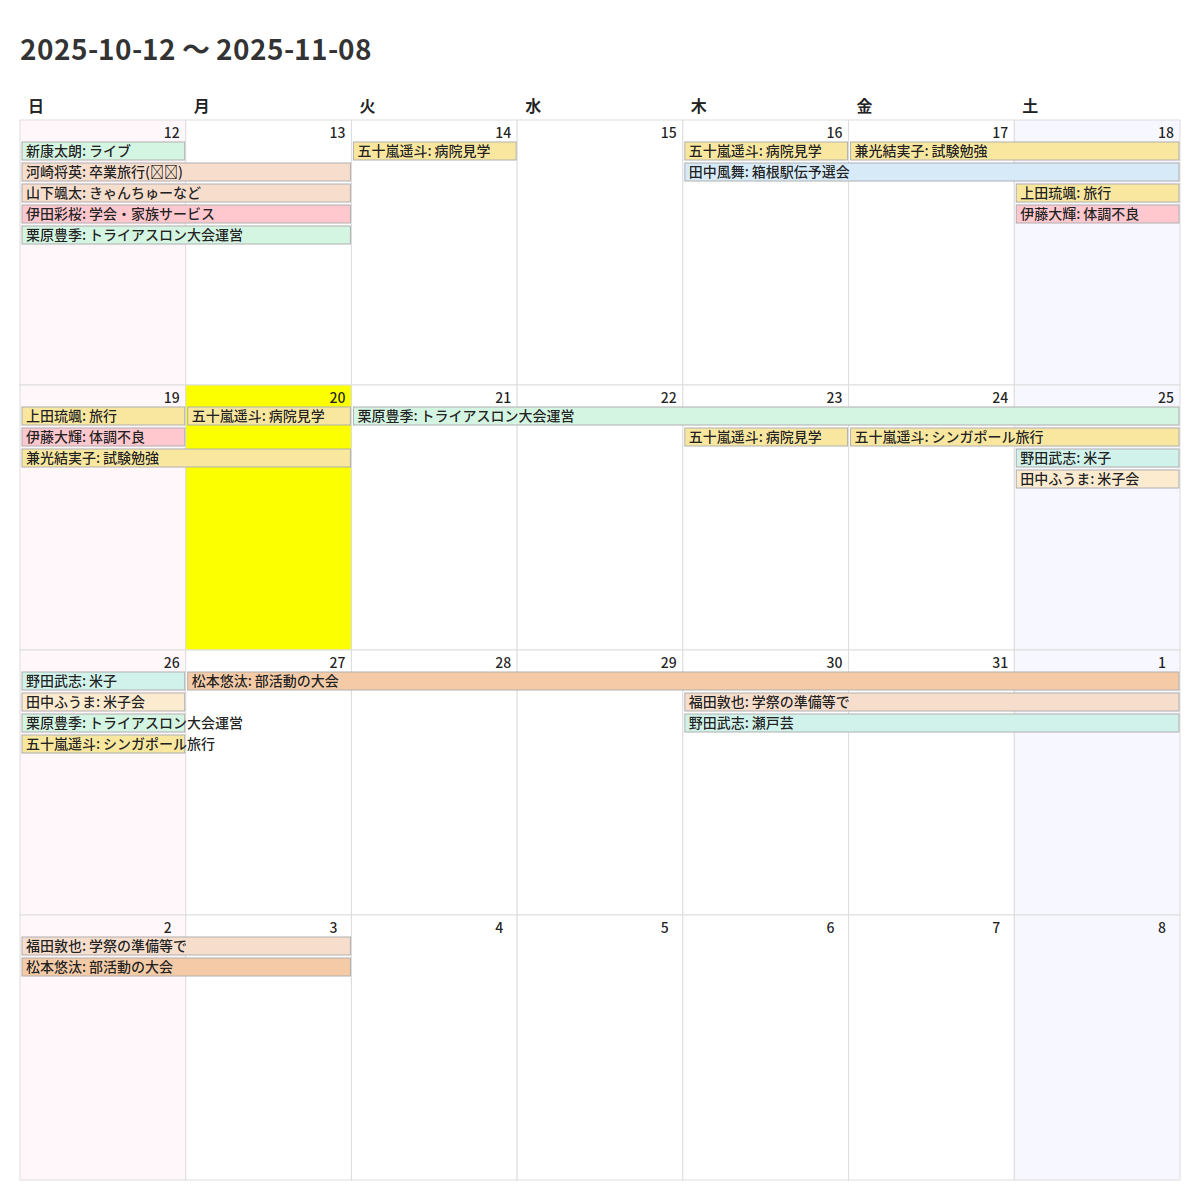 2025-10-12 〜 2025-11-08
日 月 火 水 木 金 土
12 13 14 15 16 17 18
新康太朗: ライブ 五十嵐遥斗: 病院見学 五十嵐遥斗: 病院見学 兼光結実子: 試験勉強
河崎将英: 卒業旅行(□□) 田中風舞: 箱根駅伝予選会
山下颯太: きゃんちゅーなど 上田琉颯: 旅行
伊田彩桜: 学会・家族サービス 伊藤大輝: 体調不良
栗原豊季: トライアスロン大会運営
19 20 21 22 23 24 25
上田琉颯: 旅行 五十嵐遥斗: 病院見学 栗原豊季: トライアスロン大会運営
伊藤大輝: 体調不良 五十嵐遥斗: 病院見学 五十嵐遥斗: シンガポール旅行
兼光結実子: 試験勉強 野田武志: 米子
田中ふうま: 米子会
26 27 28 29 30 31 1
野田武志: 米子 松本悠汰: 部活動の大会
田中ふうま: 米子会 福田敦也: 学祭の準備等で
栗原豊季: トライアスロン大会運営 野田武志: 瀬戸芸
五十嵐遥斗: シンガポール旅行
2 3 4 5 6 7 8
福田敦也: 学祭の準備等で
松本悠汰: 部活動の大会